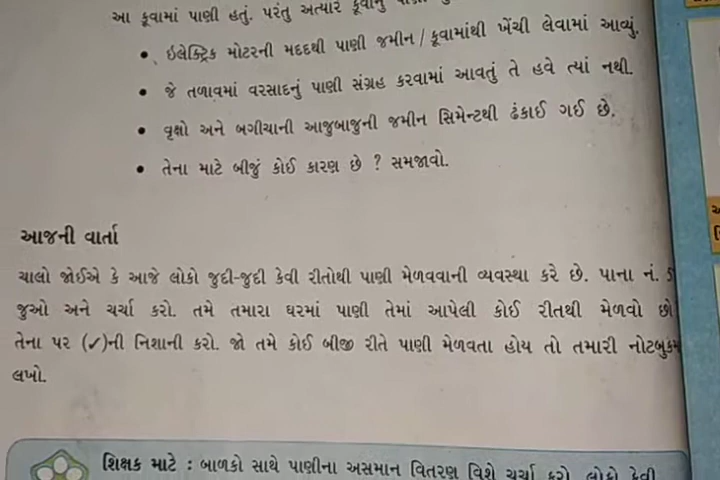 આ કૂવામાં પાણી હતું. પરંતુ અત્યારે કૂવાનું
• ઇલેક્ટ્રિક મોટરની મદદથી પાણી જમીન / કૂવામાંથી ખેંચી લેવામાં આવ્યું.
• જે તળાવમાં વરસાદનું પાણી સંગ્રહ કરવામાં આવતું તે હવે ત્યાં નથી.
• વૃક્ષો અને બગીચાની આજુબાજુની જમીન સિમેન્ટથી ઢંકાઈ ગઈ છે.
• તેના માટે બીજું કોઈ કારણ છે ? સમજાવો.
આજની વાર્તા
ચાલો જોઈએ કે આજે લોકો જુદી-જુદી કેવી રીતોથી પાણી મેળવવાની વ્યવસ્થા કરે છે. પાના નં.
જુઓ અને ચર્ચા કરો. તમે તમારા ઘરમાં પાણી તેમાં આપેલી કોઈ રીતથી મેળવો છો
તેના પર (✓)ની નિશાની કરો. જો તમે કોઈ બીજી રીતે પાણી મેળવતા હોય તો તમારી નોટબુકમ
લખો.
શિક્ષક માટે : બાળકો સાથે પાણીના અસમાન વિતરણ વિશે ચર્ચા કરો. લોકો કેવી